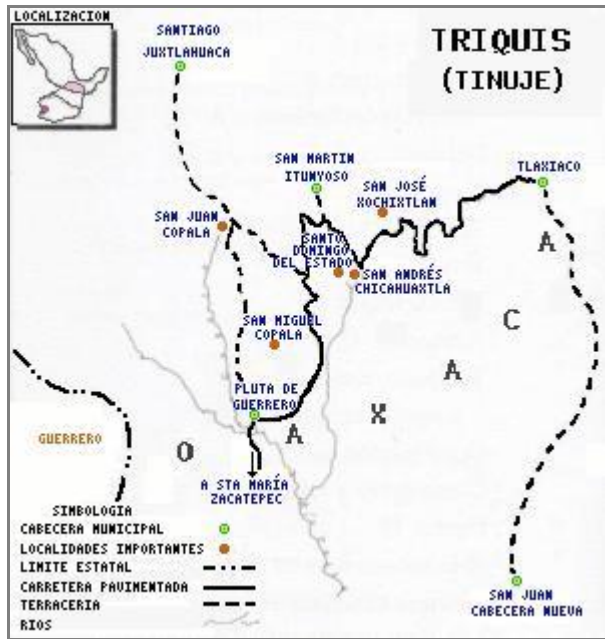 LOCALIZACION
TRIQUIS
(TINUJE)
SANTIAGO
JUXTLAHUACA
SAN MARTIN
ITUNYOSO
SAN JOSÉ
XOCHIXTLAN
TLAXIACO
SAN JUAN
COPALA
SANTO
DOMINGO
DEL ESTADO
SAN ANDRÉS
CHICAHUAXTLA
SAN MIGUEL
COPALA
PLUTA DE
GUERRERO
GUERRERO
O A X A C A
A STA MARÍA
ZACATEPEC
SAN JUAN
CABECERA NUEVA
SIMBOLOGIA
CABECERA MUNICIPAL
LOCALIDADES IMPORTANTES
LIMITE ESTATAL
CARRETERA PAVIMENTADA
TERRACERIA
RIOS